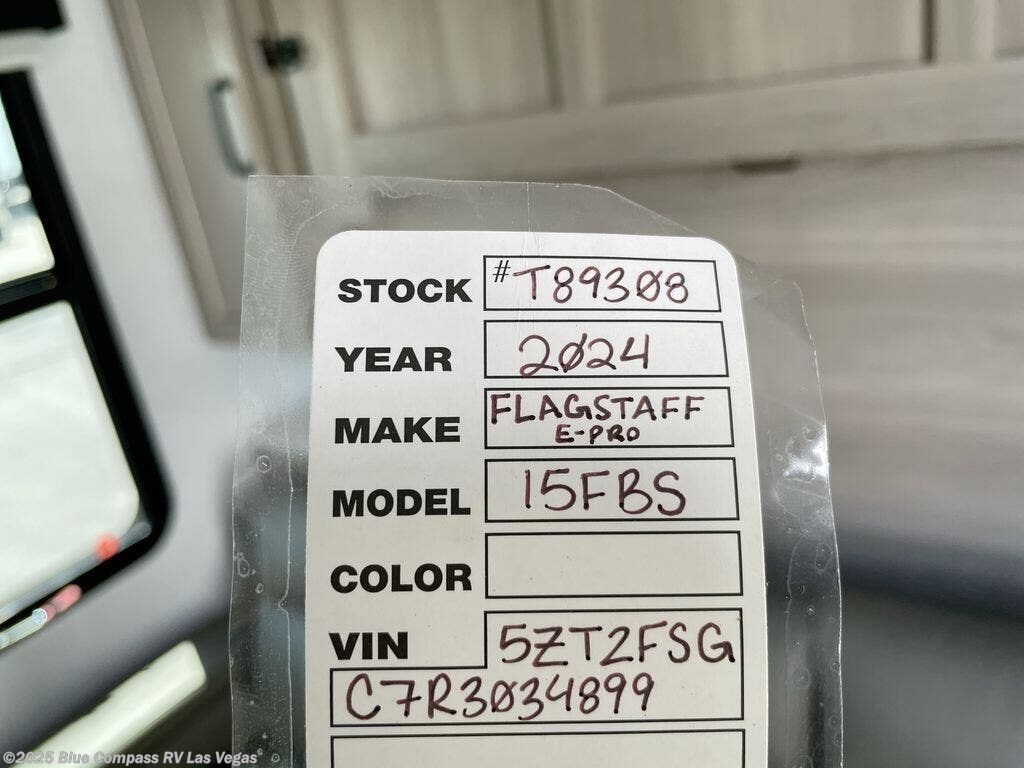 STOCK #T89308
YEAR 2024
MAKE FLAGSTAFF
E-PRO
MODEL 15FBS
COLOR
VIN 5ZT2FSG
C7R3034899
©2025 Blue Compass RV Las Vegas